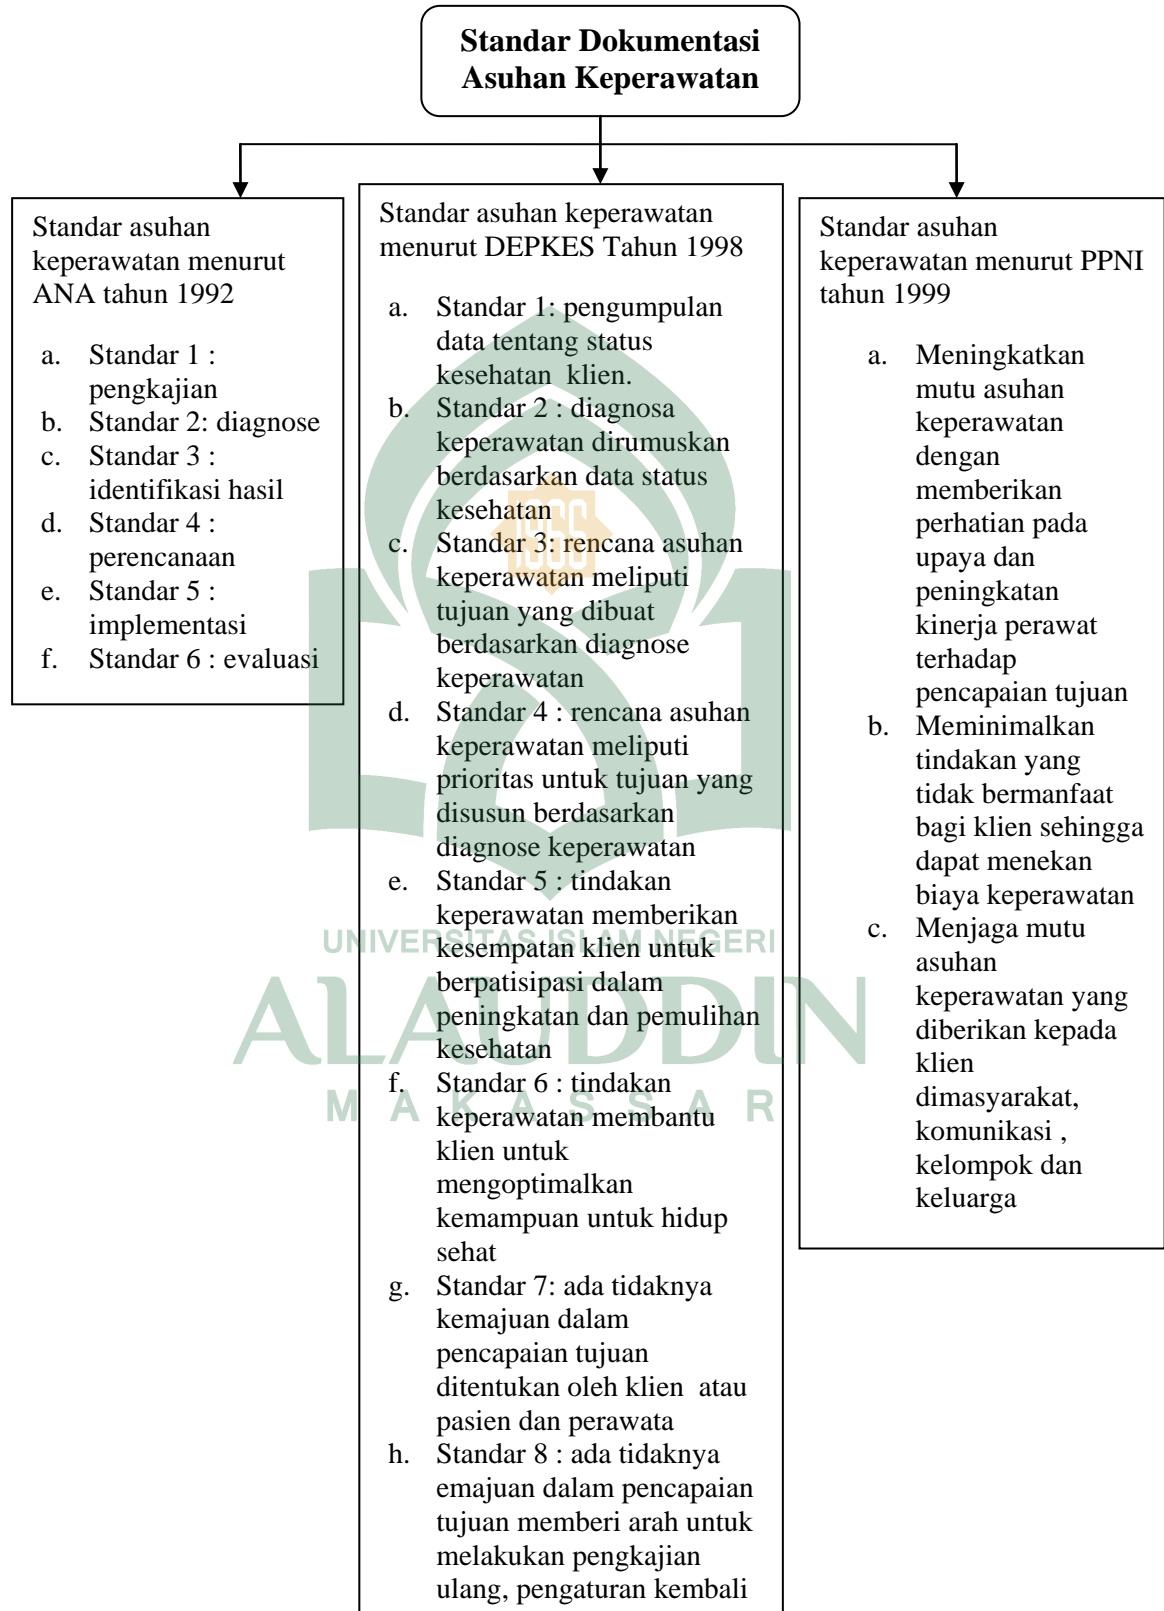 Standar Dokumentasi
Asuhan Keperawatan
Standar asuhan
keperawatan menurut
ANA tahun 1992
a. Standar 1 :
pengkajian
b. Standar 2: diagnose
c. Standar 3 :
identifikasi hasil
d. Standar 4 :
perencanaan
e. Standar 5 :
implementasi
f. Standar 6 : evaluasi
Standar asuhan keperawatan
menurut DEPKES Tahun 1998
a. Standar 1: pengumpulan
data tentang status
kesehatan klien.
b. Standar 2 : diagnosa
keperawatan dirumuskan
berdasarkan data status
kesehatan
c. Standar 3: rencana asuhan
keperawatan meliputi
tujuan yang dibuat
berdasarkan diagnose
keperawatan
d. Standar 4 : rencana asuhan
keperawatan meliputi
prioritas untuk tujuan yang
disusun berdasarkan
diagnose keperawatan
e. Standar 5 : tindakan
keperawatan memberikan
kesempatan klien untuk
berpatisipasi dalam
peningkatan dan pemulihan
kesehatan
f. Standar 6 : tindakan
keperawatan membantu
klien untuk
mengoptimalkan
kemampuan untuk hidup
sehat
g. Standar 7: ada tidaknya
kemajuan dalam
pencapaian tujuan
ditentukan oleh klien atau
pasien dan perawata
h. Standar 8 : ada tidaknya
emajuan dalam pencapaian
tujuan memberi arah untuk
melakukan pengkajian
ulang, pengaturan kembali
Standar asuhan
keperawatan menurut PPNI
tahun 1999
a. Meningkatkan
mutu asuhan
keperawatan
dengan
memberikan
perhatian pada
upaya dan
peningkatan
kinerja perawat
terhadap
pencapaian tujuan
b. Meminimalkan
tindakan yang
tidak bermanfaat
bagi klien sehingga
dapat menekan
biaya keperawatan
c. Menjaga mutu
asuhan
keperawatan yang
diberikan kepada
klien
dimasyarakat,
komunikasi ,
kelompok dan
keluarga
1965
UNIVERSITAS ISLAM NEGERI
ALAUDDIN
MAKASSAR